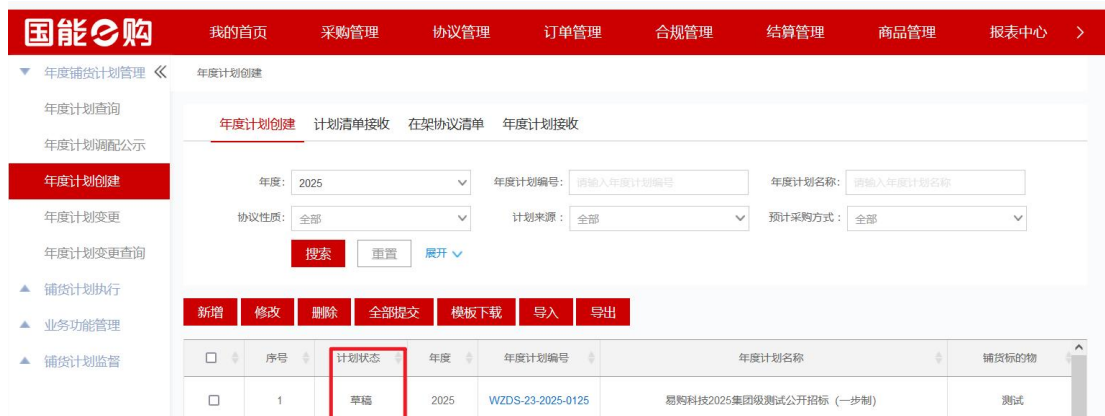 国能e购 我的首页 采购管理 协议管理 订单管理 合规管理 结算管理 商品管理 报表中心
年度铺货计划管理
年度计划查询
年度计划调配公示
年度计划创建
年度计划变更
年度计划变更查询
铺货计划执行
业务功能管理
铺货计划监督
年度计划创建
年度计划创建 计划清单接收 在架协议清单 年度计划接收
年度: 2025 年度计划编号: 请输入年度计划编号 年度计划名称: 请输入年度计划名称
协议性质: 全部 计划来源: 全部 预计采购方式: 全部
搜索 重置 展开
新增 修改 删除 全部提交 模板下载 导入 导出
序号 计划状态 年度 年度计划编号 年度计划名称 铺货标的物
1 草稿 2025 WZDS-23-2025-0125 易购科技2025集团级测试公开招标（一步制） 测试